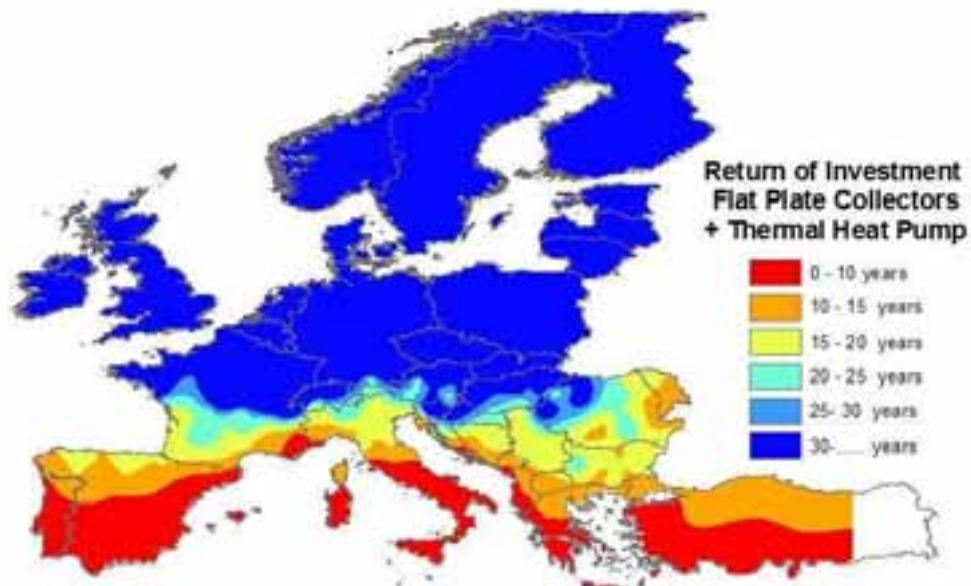 Return of Investment
Flat Plate Collectors
+ Thermal Heat Pump
0 - 10 years
10 - 15 years
15 - 20 years
20 - 25 years
25- 30 years
30-___ years